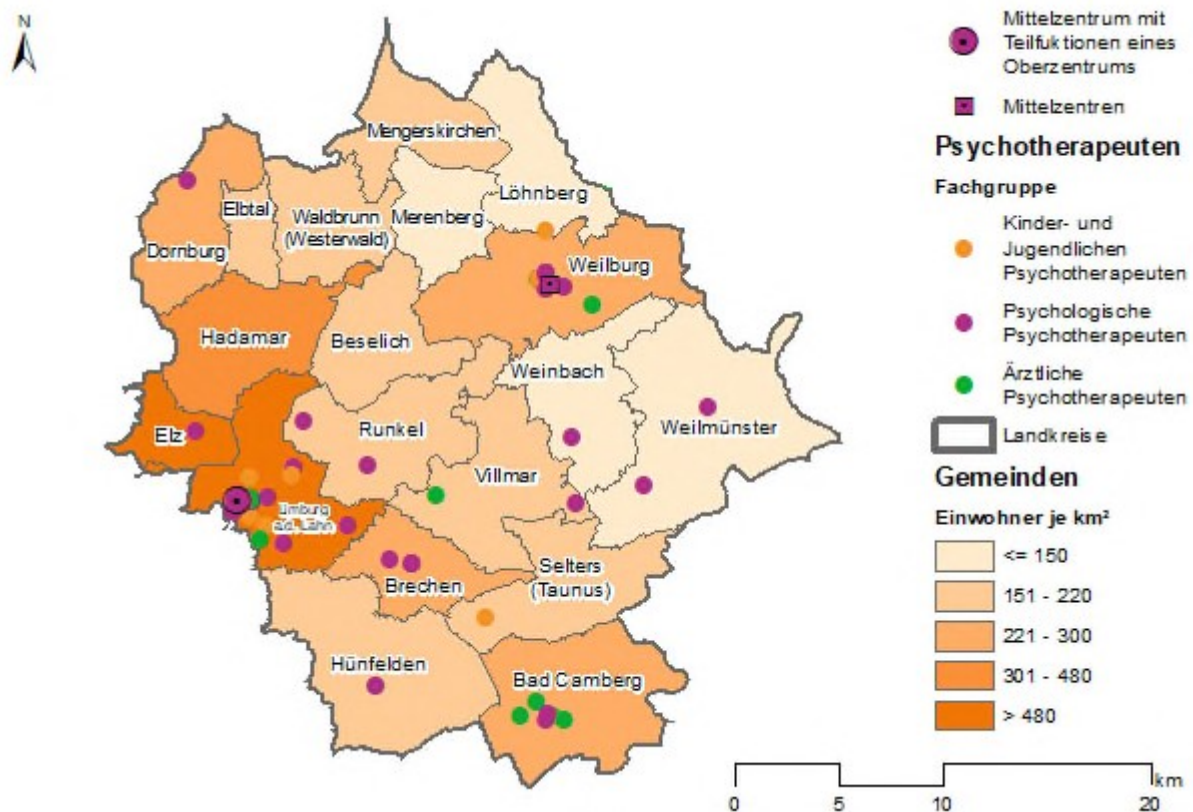 N
Mengerskirchen
Löhnberg
Elbtal
Waldbrunn
(Westerwald)
Merenberg
Dornburg
Weilburg
Hadamar
Beselich
Weinbach
Elz
Runkel
Weilmünster
Villmar
Limburg
a.d. Lahn
Brechen
Selters
(Taunus)
Hünfelden
Bad Camberg
Mittelzentrum mit
Teilfuktionen eines
Oberzentrums
Mittelzentren
Psychotherapeuten
Fachgruppe
Kinder- und
Jugendlichen
Psychotherapeuten
Psychologische
Psychotherapeuten
Ärztliche
Psychotherapeuten
Landkreise
Gemeinden
Einwohner je km²
<= 150
151 - 220
221 - 300
301 - 480
> 480
km
0 5 10 20